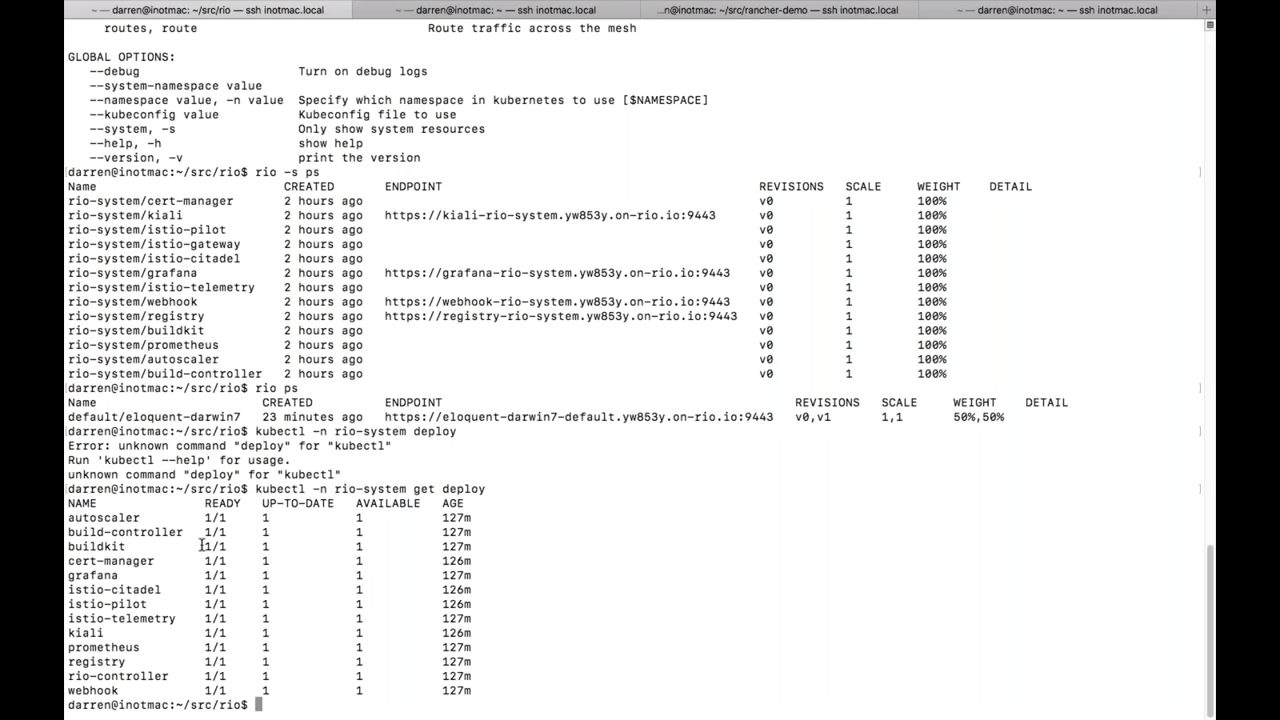 ~ — darren@inotmac: ~/src/rio — ssh inotmac.local
~ — darren@inotmac: ~ — ssh inotmac.local
...n@inotmac: ~/src/rancher-demo — ssh inotmac.local
~ — darren@inotmac: ~ — ssh inotmac.local
routes, route Route traffic across the mesh
GLOBAL OPTIONS:
--debug Turn on debug logs
--system-namespace value
--namespace value, -n value Specify which namespace in kubernetes to use [$NAMESPACE]
--kubeconfig value Kubeconfig file to use
--system, -s Only show system resources
--help, -h show help
--version, -v print the version
[darren@inotmac:~/src/rio$ rio -s ps ]
Name CREATED ENDPOINT REVISIONS SCALE WEIGHT DETAIL
rio-system/cert-manager 2 hours ago v0 1 100%
rio-system/kiali 2 hours ago https://kiali-rio-system.yw853y.on-rio.io:9443 v0 1 100%
rio-system/istio-pilot 2 hours ago v0 1 100%
rio-system/istio-gateway 2 hours ago v0 1 100%
rio-system/istio-citadel 2 hours ago v0 1 100%
rio-system/grafana 2 hours ago https://grafana-rio-system.yw853y.on-rio.io:9443 v0 1 100%
rio-system/istio-telemetry 2 hours ago v0 1 100%
rio-system/webhook 2 hours ago https://webhook-rio-system.yw853y.on-rio.io:9443 v0 1 100%
rio-system/registry 2 hours ago https://registry-rio-system.yw853y.on-rio.io:9443 v0 1 100%
rio-system/buildkit 2 hours ago v0 1 100%
rio-system/prometheus 2 hours ago v0 1 100%
rio-system/autoscaler 2 hours ago v0 1 100%
rio-system/build-controller 2 hours ago v0 1 100%
[darren@inotmac:~/src/rio$ rio ps ]
Name CREATED ENDPOINT REVISIONS SCALE WEIGHT DETAIL
default/eloquent-darwin7 23 minutes ago https://eloquent-darwin7-default.yw853y.on-rio.io:9443 v0,v1 1,1 50%,50%
[darren@inotmac:~/src/rio$ kubectl -n rio-system deploy ]
Error: unknown command "deploy" for "kubectl"
Run 'kubectl --help' for usage.
unknown command "deploy" for "kubectl"
[darren@inotmac:~/src/rio$ kubectl -n rio-system get deploy ]
NAME READY UP-TO-DATE AVAILABLE AGE
autoscaler 1/1 1 1 127m
build-controller 1/1 1 1 127m
buildkit 1/1 1 1 127m
cert-manager 1/1 1 1 126m
grafana 1/1 1 1 127m
istio-citadel 1/1 1 1 126m
istio-pilot 1/1 1 1 126m
istio-telemetry 1/1 1 1 127m
kiali 1/1 1 1 126m
prometheus 1/1 1 1 127m
registry 1/1 1 1 127m
rio-controller 1/1 1 1 127m
webhook 1/1 1 1 127m
darren@inotmac:~/src/rio$